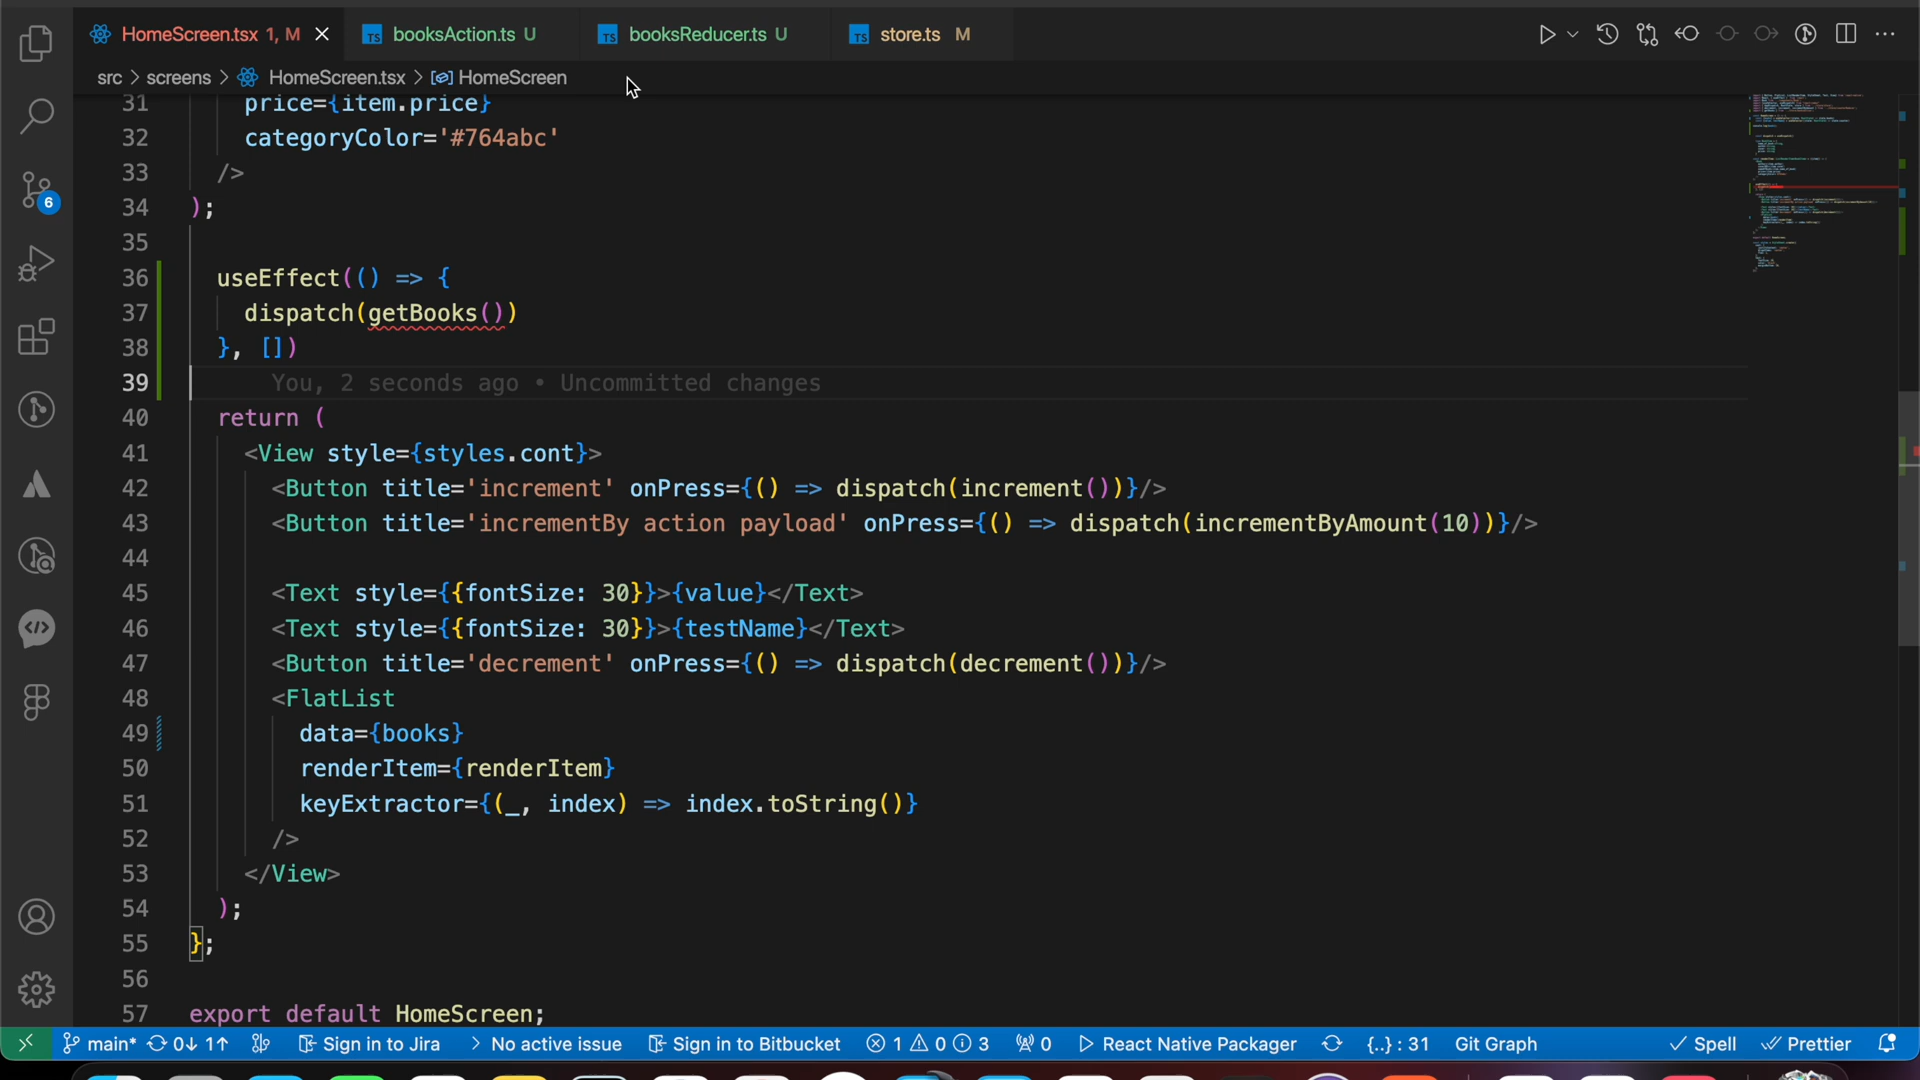 HomeScreen.tsx 1, M
TS booksAction.ts U
TS booksReducer.ts U
TS store.ts M
src > screens > HomeScreen.tsx > HomeScreen
31 price={item.price}
32 categoryColor='#764abc'
33 />
34 );
35
36 useEffect(() => {
37 dispatch(getBooks())
38 }, [])
39 You, 2 seconds ago • Uncommitted changes
40 return (
41 <View style={styles.cont}>
42 <Button title='increment' onPress={() => dispatch(increment())}/>
43 <Button title='incrementBy action payload' onPress={() => dispatch(incrementByAmount(10))}/>
44
45 <Text style={{fontSize: 30}}>{value}</Text>
46 <Text style={{fontSize: 30}}>{testName}</Text>
47 <Button title='decrement' onPress={() => dispatch(decrement())}/>
48 <FlatList
49 data={books}
50 renderItem={renderItem}
51 keyExtractor={(_, index) => index.toString()}
52 />
53 </View>
54 );
55 };
56
57 export default HomeScreen;
6
main* 0↓ 1↑ Sign in to Jira > No active issue Sign in to Bitbucket 1 0 3 0 React Native Packager {..} : 31 Git Graph Spell Prettier